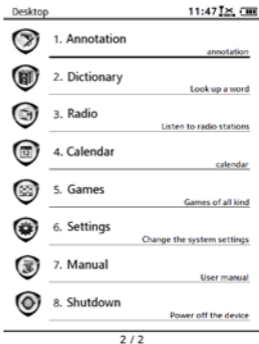 Desktop 11:47
1. Annotation
annotation
2. Dictionary
Look up a word
3. Radio
Listen to radio stations
4. Calendar
calendar
5. Games
Games of all kind
6. Settings
Change the system settings
7. Manual
User manual
8. Shutdown
Power off the device
2 / 2